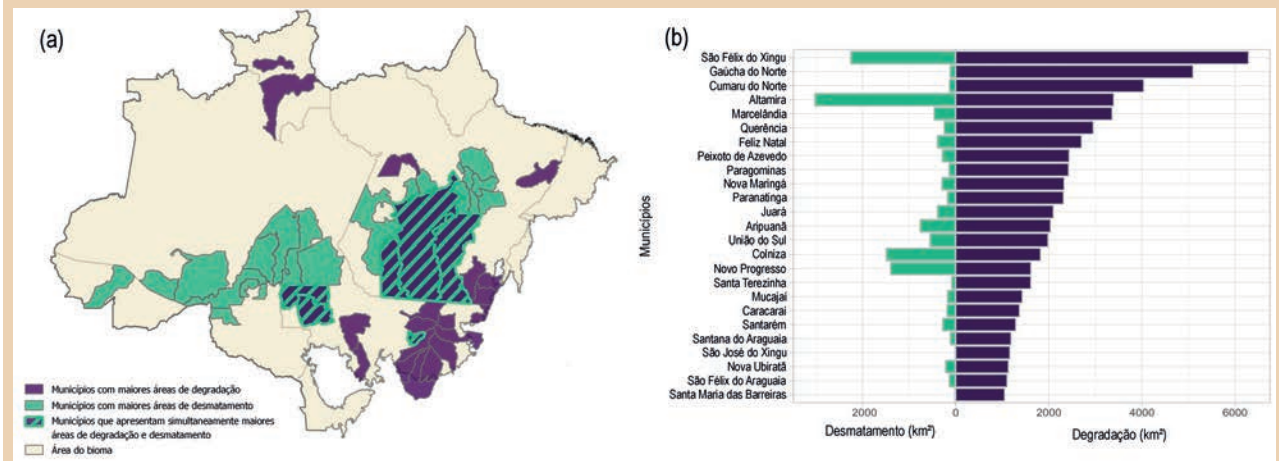 (a)
Municípios com maiores áreas de degradação
Municípios com maiores áreas de desmatamento
Municípios que apresentam simultaneamente maiores
áreas de degradação e desmatamento
Área do bioma
(b)
Municípios
São Félix do Xingu
Gaúcha do Norte
Cumaru do Norte
Altamira
Marcelândia
Querência
Feliz Natal
Peixoto de Azevedo
Paragominas
Nova Maringá
Paranatinga
Juará
Aripuanã
União do Sul
Colniza
Novo Progresso
Santa Terezinha
Mucajaí
Caracaraí
Santarém
Santana do Araguaia
São José do Xingu
Nova Ubiratã
São Félix do Araguaia
Santa Maria das Barreiras
2000 0 2000 4000 6000
Desmatamento (km²) Degradação (km²)